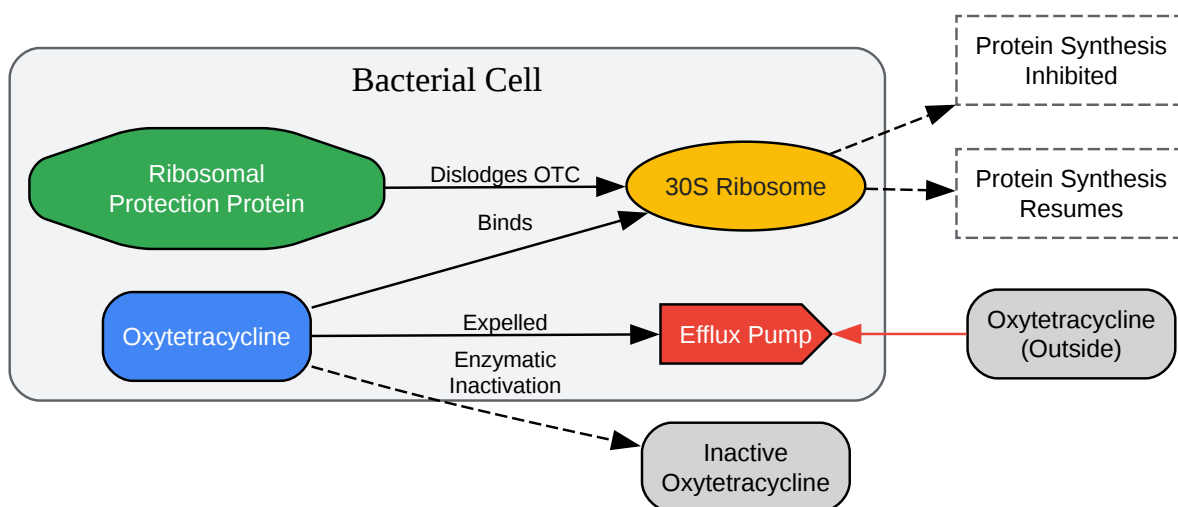 Bacterial Cell
Protein Synthesis
Inhibited
Ribosomal
Protection Protein
Dislodges OTC
30S Ribosome
Protein Synthesis
Resumes
Binds
Oxytetracycline
Expelled
Efflux Pump
Oxytetracycline
(Outside)
Enzymatic
Inactivation
Inactive
Oxytetracycline